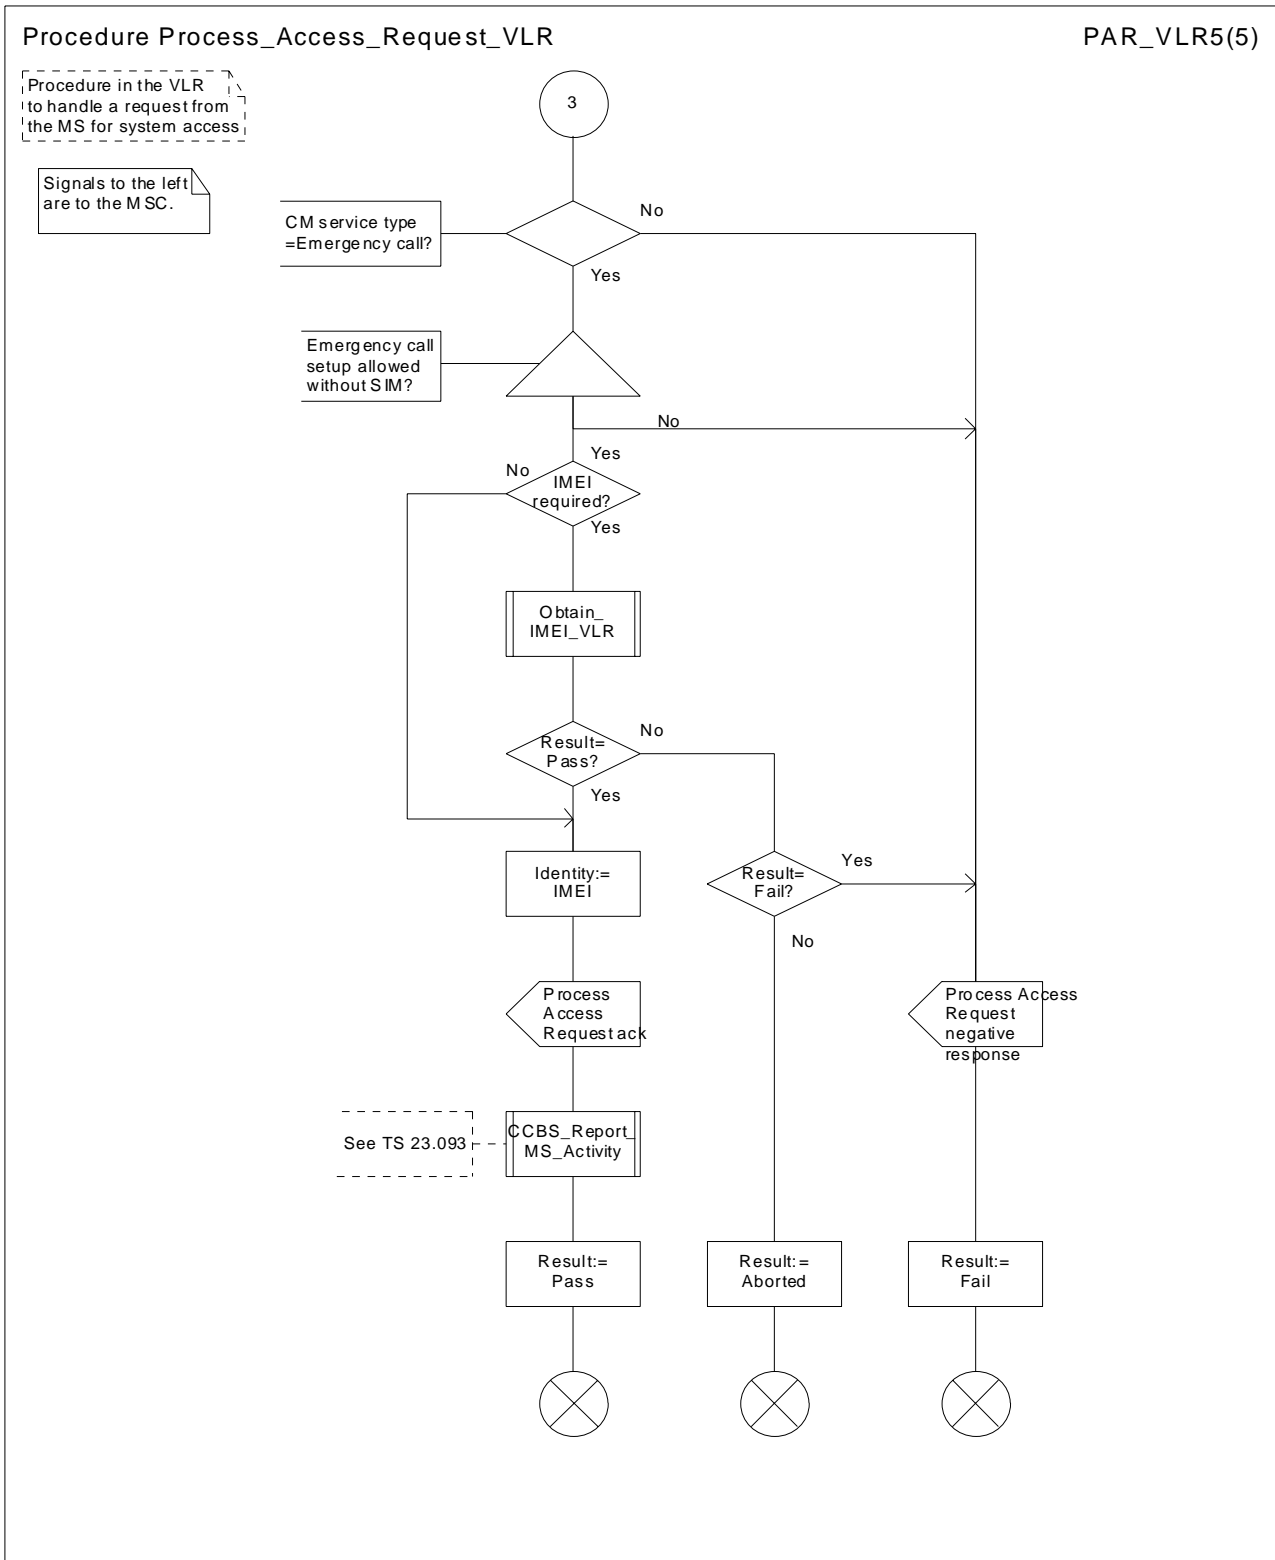 Procedure Process_Access_Request_VLR
PAR_VLR5(5)
Procedure in the VLR
to handle a request from
the MS for system access
3
Signals to the left
are to the MSC.
CM service type
=Emergency call?
No
Yes
Emergency call
setup allowed
without SIM?
No
Yes
No
IMEI
required?
Yes
Obtain_
IMEI_VLR
No
Result=
Pass?
Yes
Identity:=
IMEI
Result=
Fail?
Yes
No
Process
Access
Request ack
Process Access
Request
negative
response
See TS 23.093
CCBS_Report_
MS_Activity
Result:=
Pass
Result:=
Aborted
Result:=
Fail